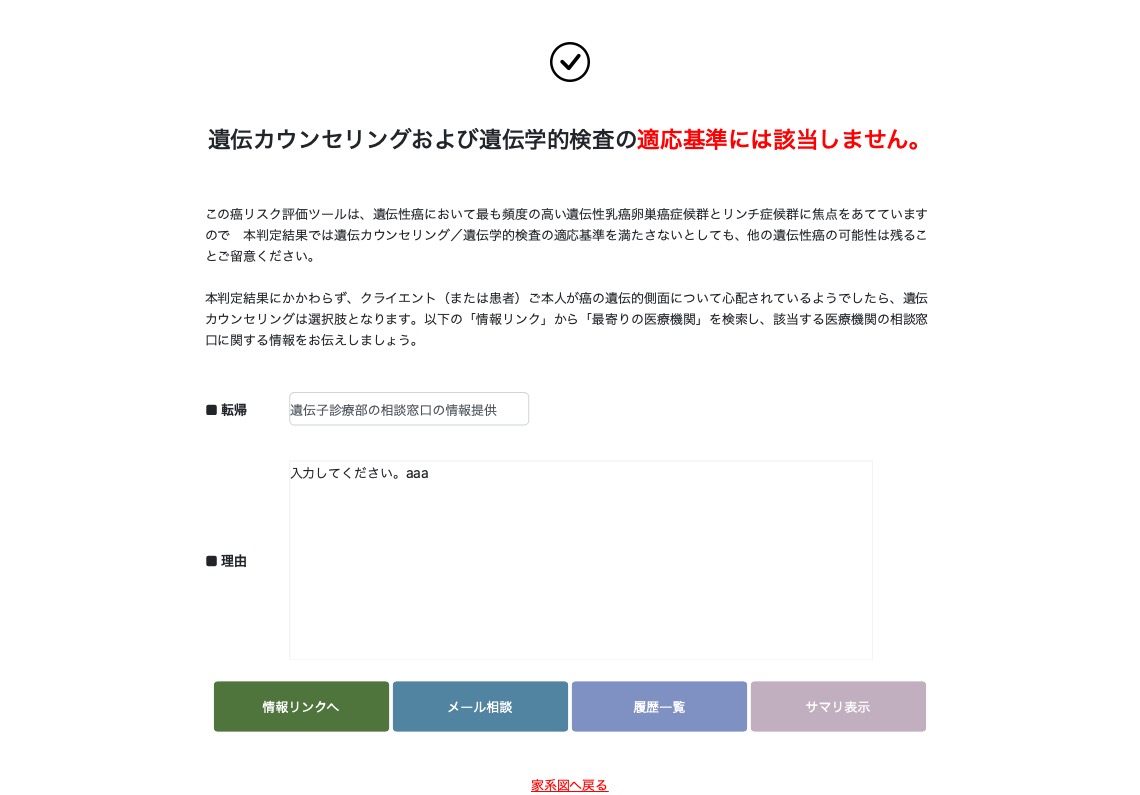 遺伝カウンセリングおよび遺伝学的検査の適応基準には該当しません。
この癌リスク評価ツールは、遺伝性癌において最も頻度の高い遺伝性乳癌卵巣癌症候群とリンチ症候群に焦点をあてています
ので　本判定結果では遺伝カウンセリング／遺伝学的検査の適応基準を満たさないとしても、他の遺伝性癌の可能性は残るこ
とご留意ください。
本判定結果にかかわらず、クライエント（または患者）ご本人が癌の遺伝的側面について心配されているようでしたら、遺伝
カウンセリングは選択肢となります。以下の「情報リンク」から「最寄りの医療機関」を検索し、該当する医療機関の相談窓
口に関する情報をお伝えしましょう。
■ 転帰 遺伝子診療部の相談窓口の情報提供
入力してください。aaa
■ 理由
情報リンクへ メール相談 履歴一覧 サマリ表示
家系図へ戻る